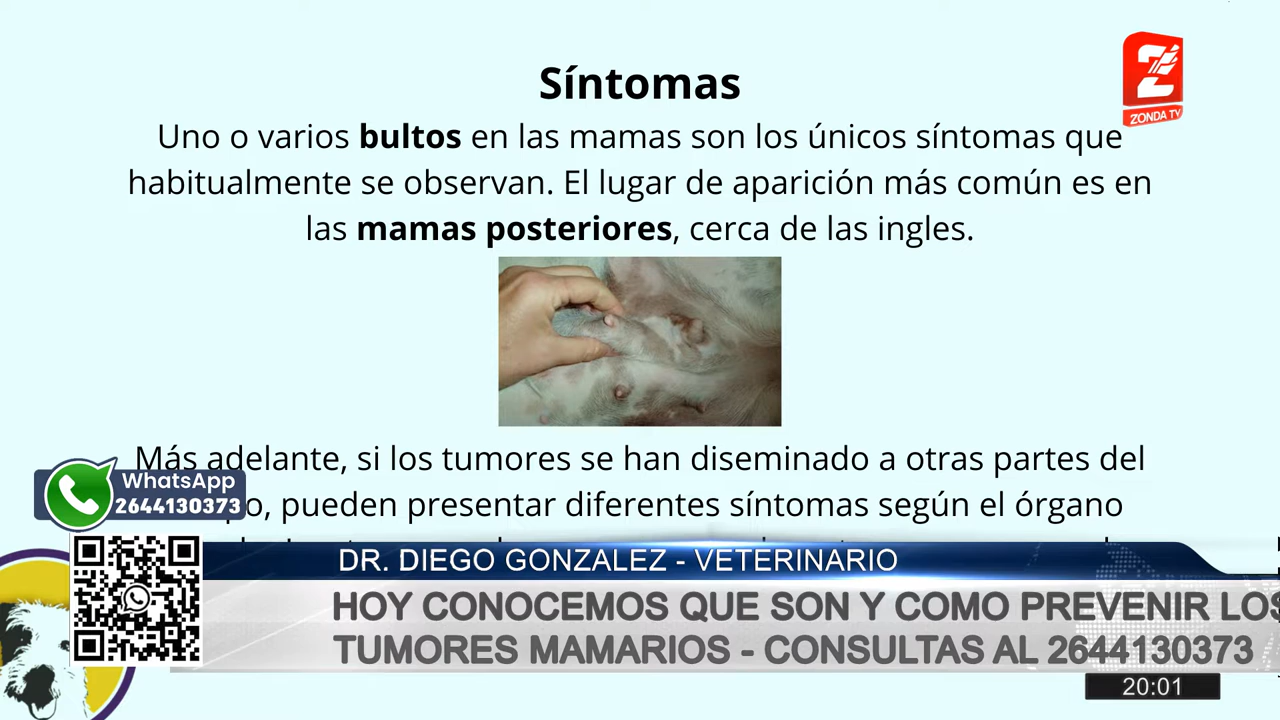 Síntomas
ZONDA TV
Uno o varios bultos en las mamas son los únicos síntomas que
habitualmente se observan. El lugar de aparición más común es en
las mamas posteriores, cerca de las ingles.
Más adelante, si los tumores se han diseminado a otras partes del
pueden presentar diferentes síntomas según el órgano
WhatsApp
2644130373
DR. DIEGO GONZALEZ - VETERINARIO
HOY CONOCEMOS QUE SON Y COMO PREVENIR LOS
TUMORES MAMARIOS - CONSULTAS AL 2644130373
20:01